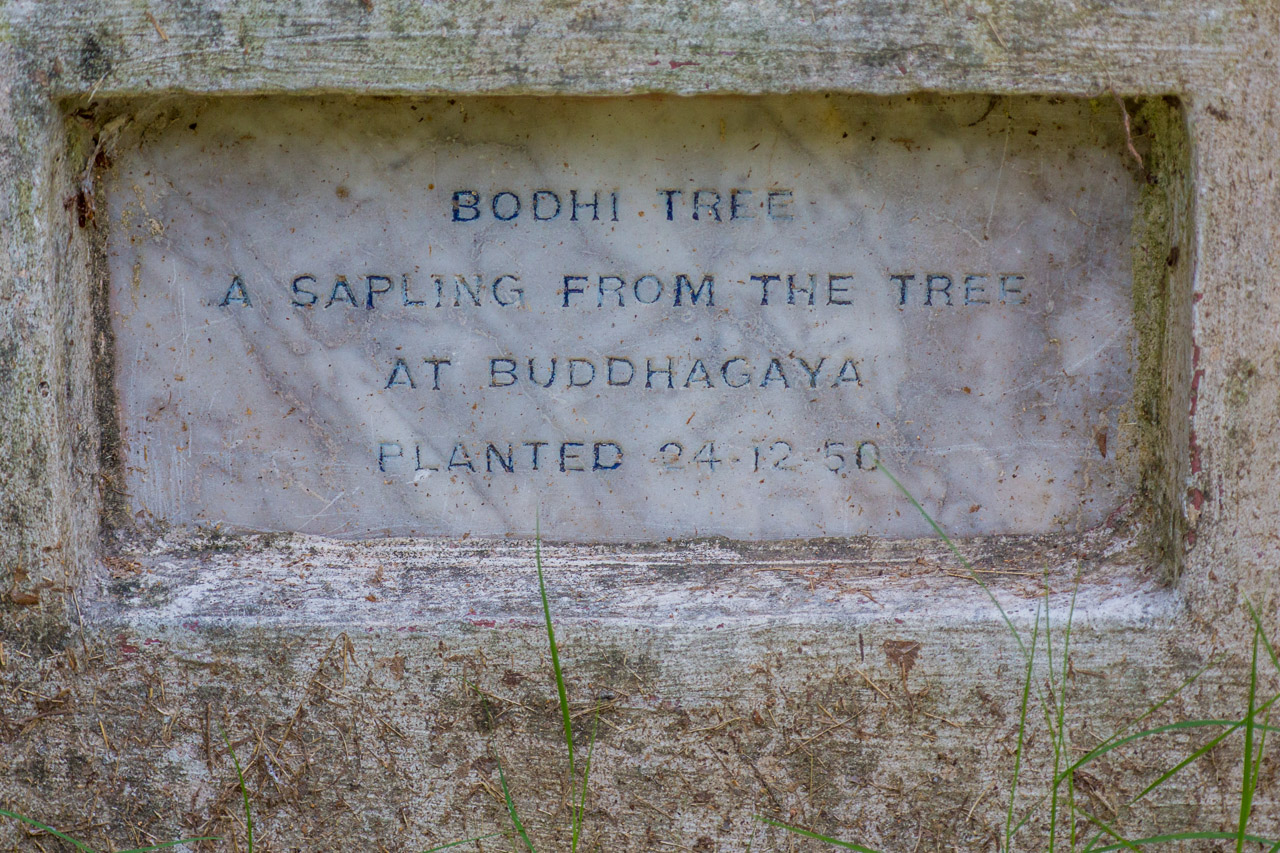 BODHI TREE
A SAPLING FROM THE TREE
AT BUDDHAGAYA
PLANTED 24-12-50